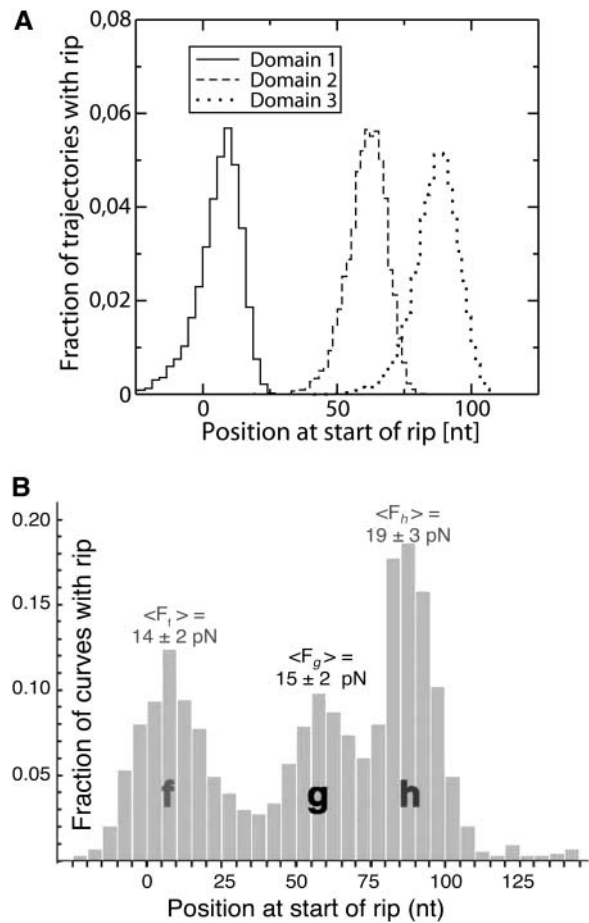 A
0,08
0,06
0,04
0,02
0
Fraction of trajectories with rip
Domain 1
Domain 2
Domain 3
0 50 100
Position at start of rip [nt]
B
0.20
0.15
0.10
0.05
Fraction of curves with rip
<Ff> =
14 ± 2 pN
<Fg> =
15 ± 2 pN
<Fh> =
19 ± 3 pN
f g h
0 25 50 75 100 125
Position at start of rip (nt)